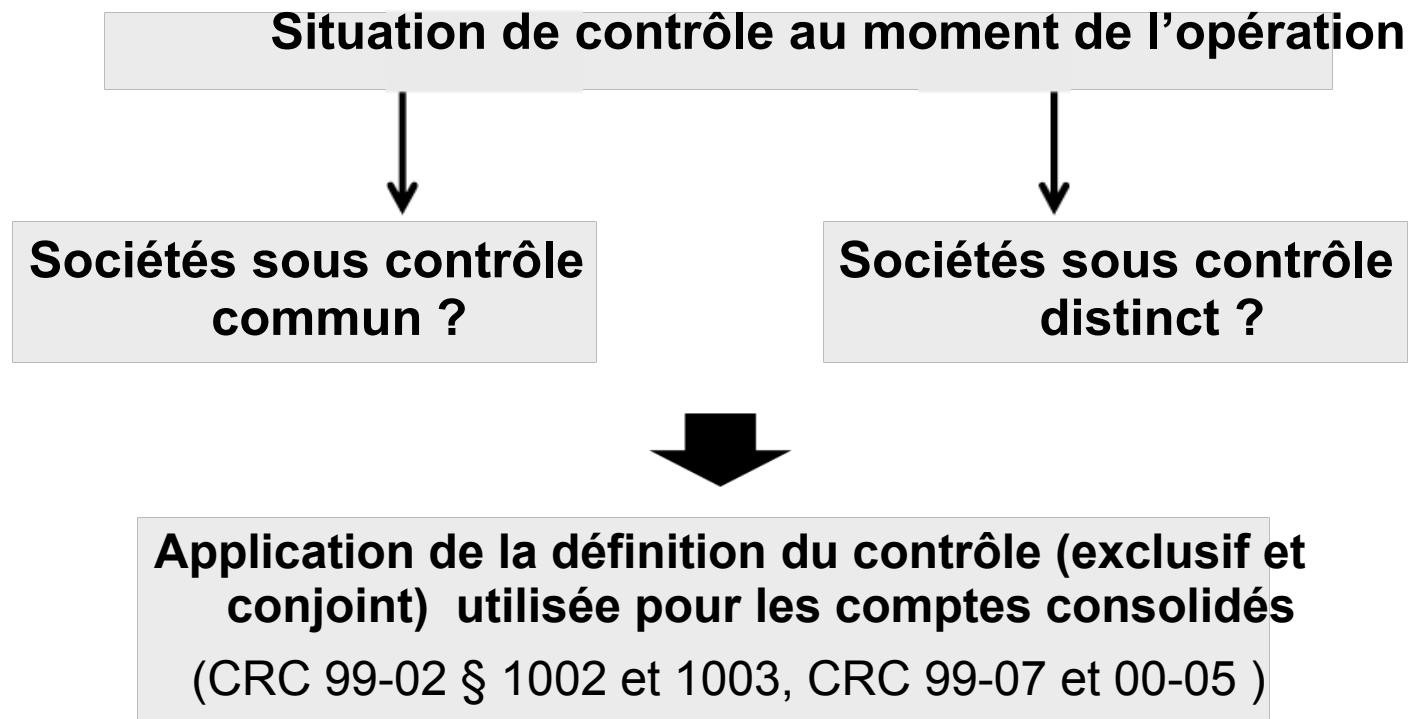 Situation de contrôle au moment de l’opération
Sociétés sous contrôle
commun ?
Sociétés sous contrôle
distinct ?
Application de la définition du contrôle (exclusif et
conjoint) utilisée pour les comptes consolidés
(CRC 99-02 § 1002 et 1003, CRC 99-07 et 00-05 )